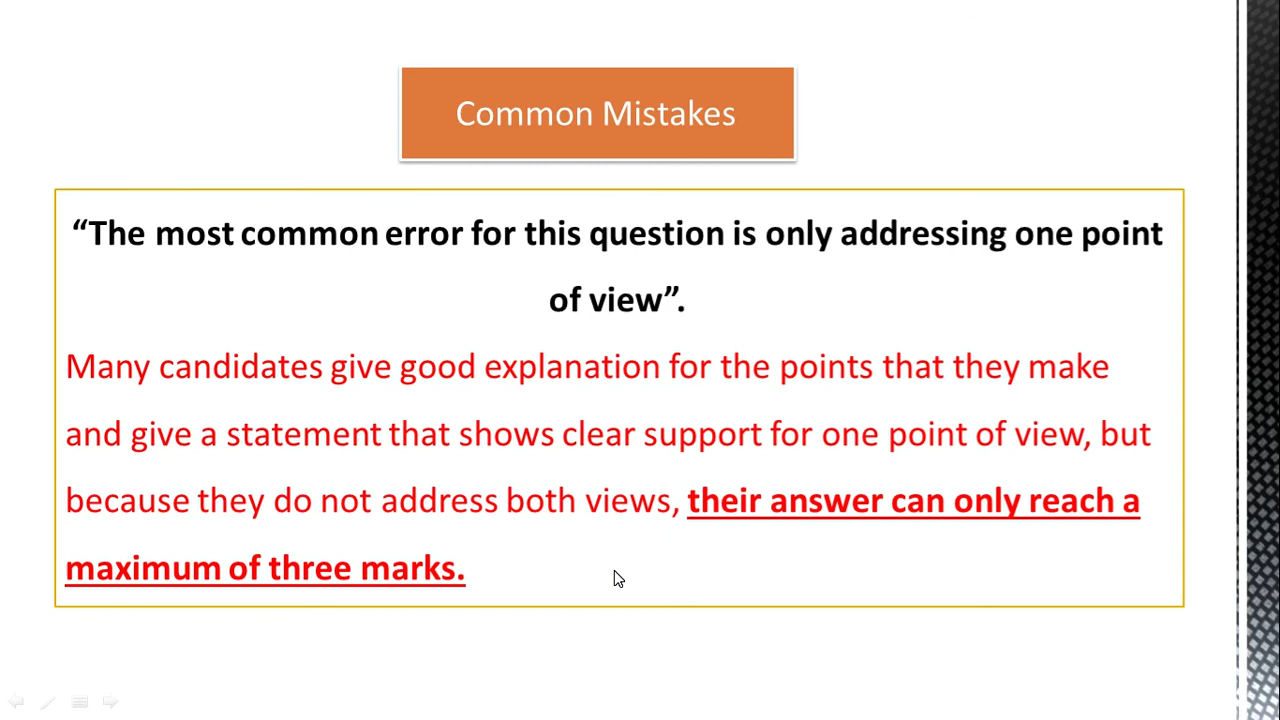 Common Mistakes
“The most common error for this question is only addressing one point
of view”.
Many candidates give good explanation for the points that they make
and give a statement that shows clear support for one point of view, but
because they do not address both views, their answer can only reach a
maximum of three marks.